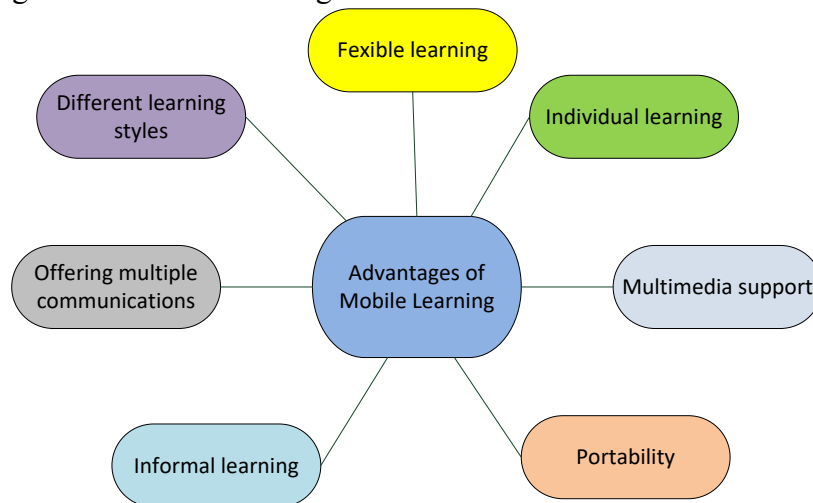 Fexible learning
Different learning
styles
Individual learning
Offering multiple
communications
Advantages of
Mobile Learning
Multimedia support
Informal learning
Portability